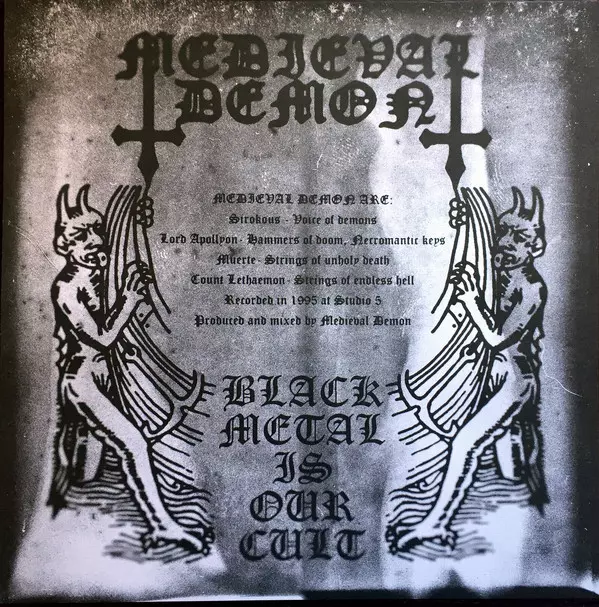 MEDIEVAL
DEMON
MEDIEVAL DEMON ARE:
Sirokous - Voice of demons
Lord Apollyon - Hammers of doom, Necromantic keys
Muerte - Strings of unholy death
Count Lethaemon - Strings of endless hell
Recorded in 1995 at Studio 5
Produced and mixed by Medieval Demon
BLACK
METAL
IS
OUR
CULT